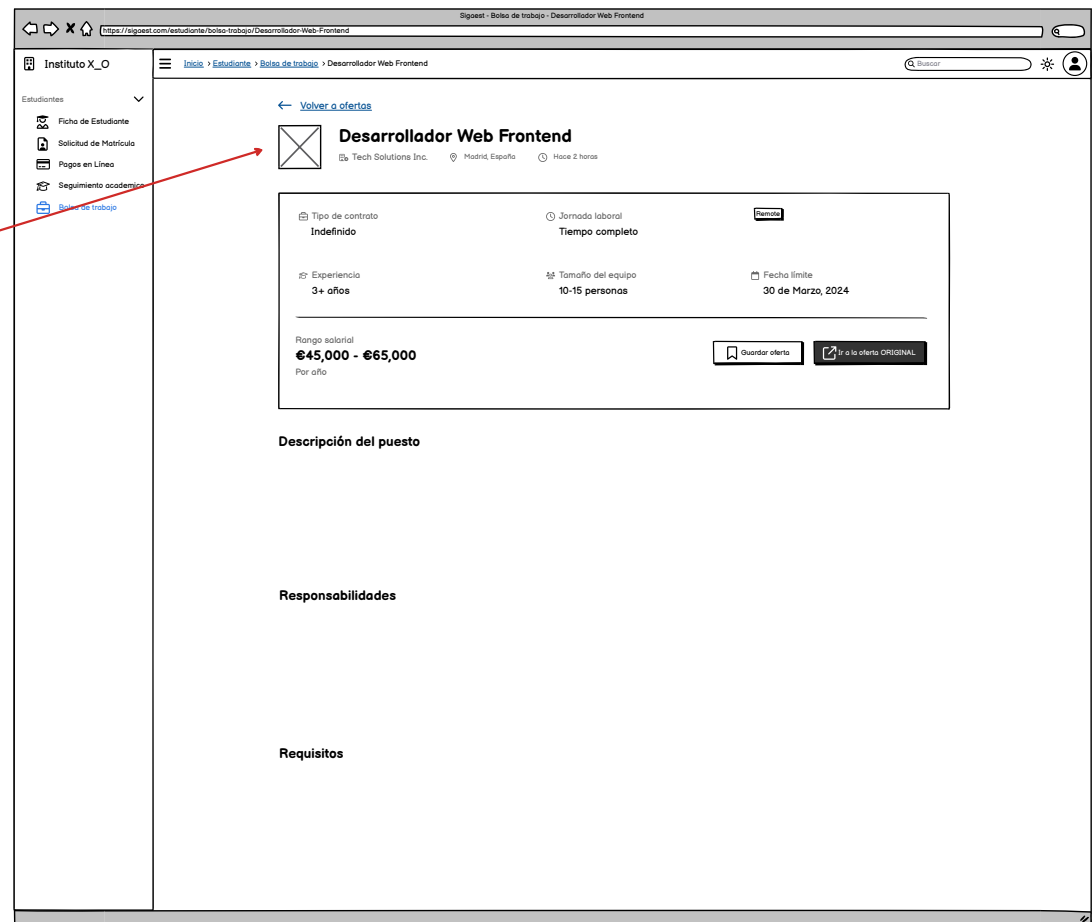 Sigaest - Bolsa de trabajo - Desarrollador Web Frontend
https://sigaest.com/estudiante/bolsa-trabajo/Desarrollador-Web-Frontend
Instituto X_O
Inicio > Estudiante > Bolsa de trabajo > Desarrollador Web Frontend
Buscar
Estudiantes
Ficha de Estudiante
Solicitud de Matrícula
Pagos en Línea
Seguimiento academico
Bolsa de trabajo
Volver a ofertas
Desarrollador Web Frontend
Tech Solutions Inc. Madrid, España Hace 2 horas
Tipo de contrato Jornada laboral Remote
Indefinido Tiempo completo
Experiencia Tamaño del equipo Fecha límite
3+ años 10-15 personas 30 de Marzo, 2024
Rango salarial
€45,000 - €65,000
Por año
Guardar oferta Ir a la oferta ORIGINAL
Descripción del puesto
Responsabilidades
Requisitos